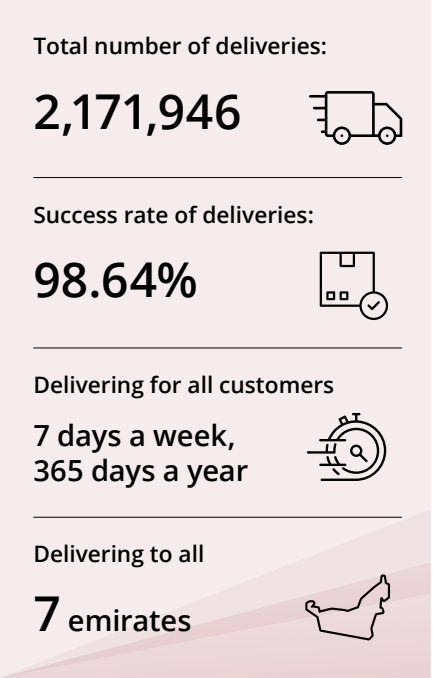 Total number of deliveries:
2,171,946
Success rate of deliveries:
98.64%
Delivering for all customers
7 days a week,
365 days a year
Delivering to all
7 emirates